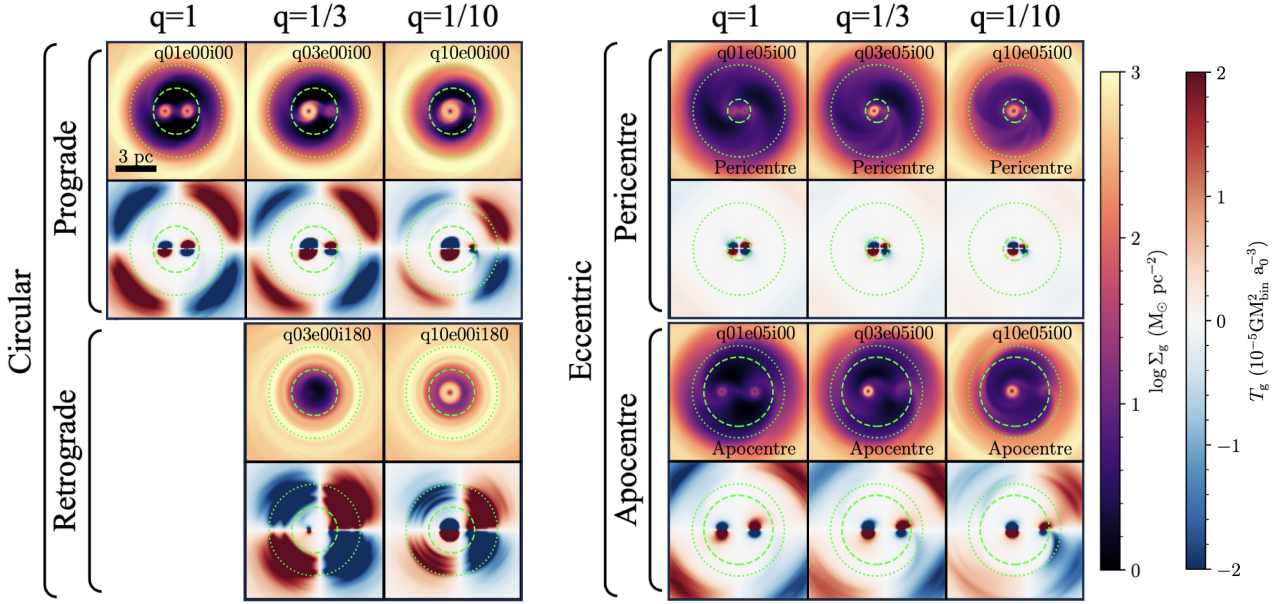 q=1 q=1/3 q=1/10 q=1 q=1/3 q=1/10
Circular
Prograde
q01e00i00 q03e00i00 q10e00i00
3 pc
Retrograde
q03e00i180 q10e00i180
Eccentric
Pericentre
q01e05i00 q03e05i00 q10e05i00
Pericentre Pericentre Pericentre
Apocentre
q01e05i00 q03e05i00 q10e05i00
Apocentre Apocentre Apocentre
3
2
1
0
log Σg (M⊙ pc⁻²)
2
1
0
−1
−2
Tg (10⁻⁵GM²bin a₀⁻³)